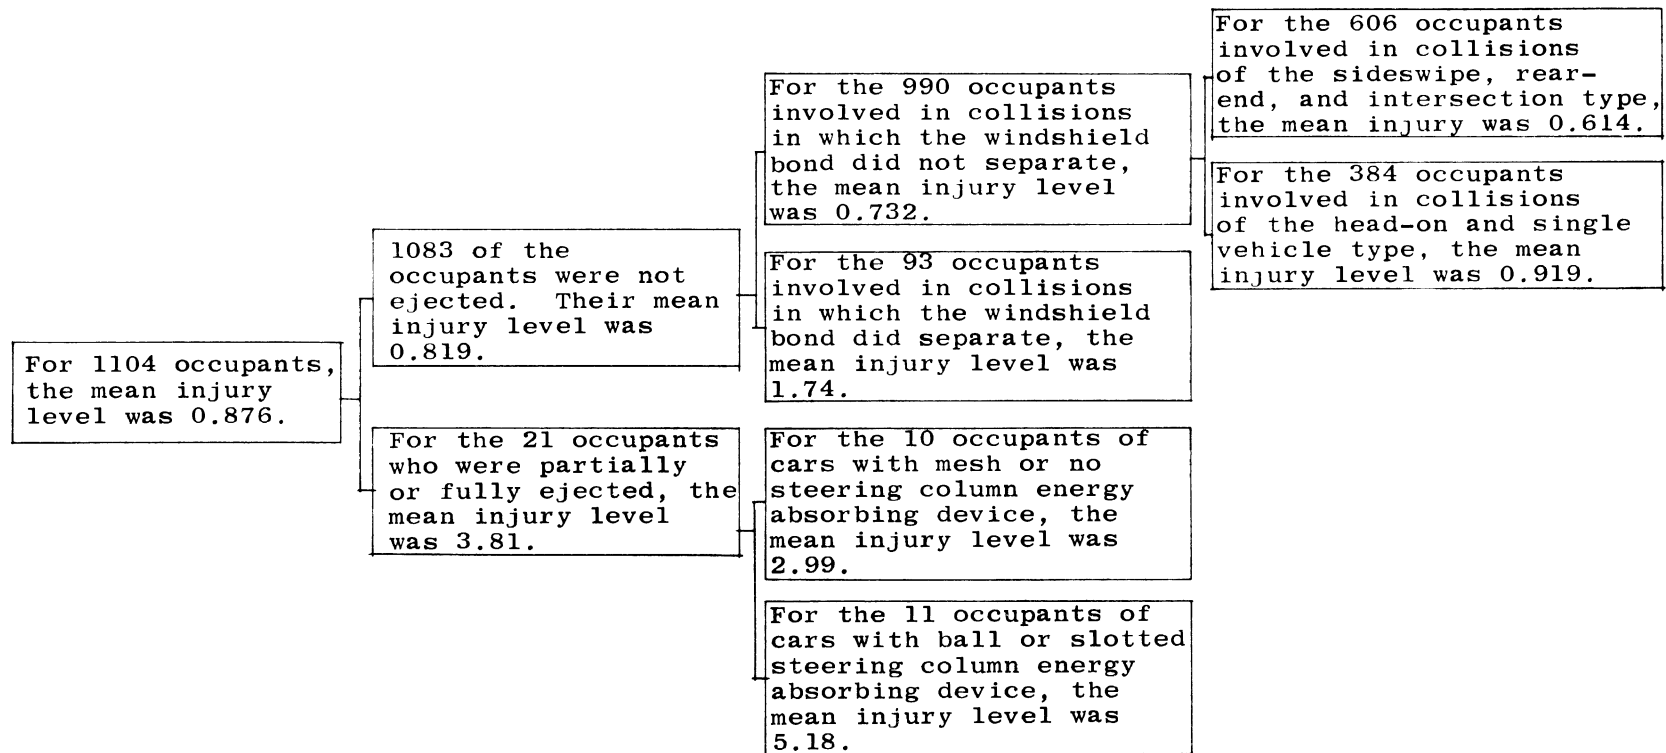 For 1104 occupants,
the mean injury
level was 0.876.
1083 of the
occupants were not
ejected. Their mean
injury level was
0.819.
For the 21 occupants
who were partially
or fully ejected, the
mean injury level
was 3.81.
For the 990 occupants
involved in collisions
in which the windshield
bond did not separate,
the mean injury level
was 0.732.
For the 93 occupants
involved in collisions
in which the windshield
bond did separate, the
mean injury level was
1.74.
For the 10 occupants of
cars with mesh or no
steering column energy
absorbing device, the
mean injury level was
2.99.
For the 11 occupants of
cars with ball or slotted
steering column energy
absorbing device, the
mean injury level was
5.18.
For the 606 occupants
involved in collisions
of the sideswipe, rear-
end, and intersection type,
the mean injury was 0.614.
For the 384 occupants
involved in collisions
of the head-on and single
vehicle type, the mean
injury level was 0.919.